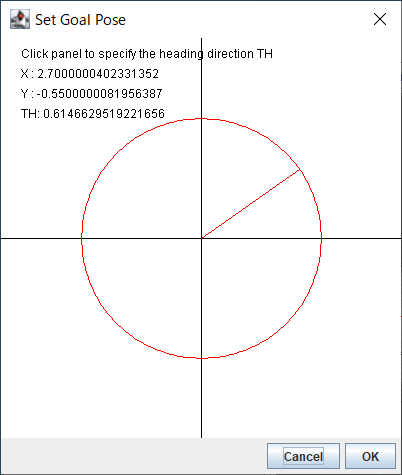 Set Goal Pose
Click panel to specify the heading direction TH
X : 2.7000000402331352
Y : -0.5500000081956387
TH: 0.6146629519221656
Cancel
OK